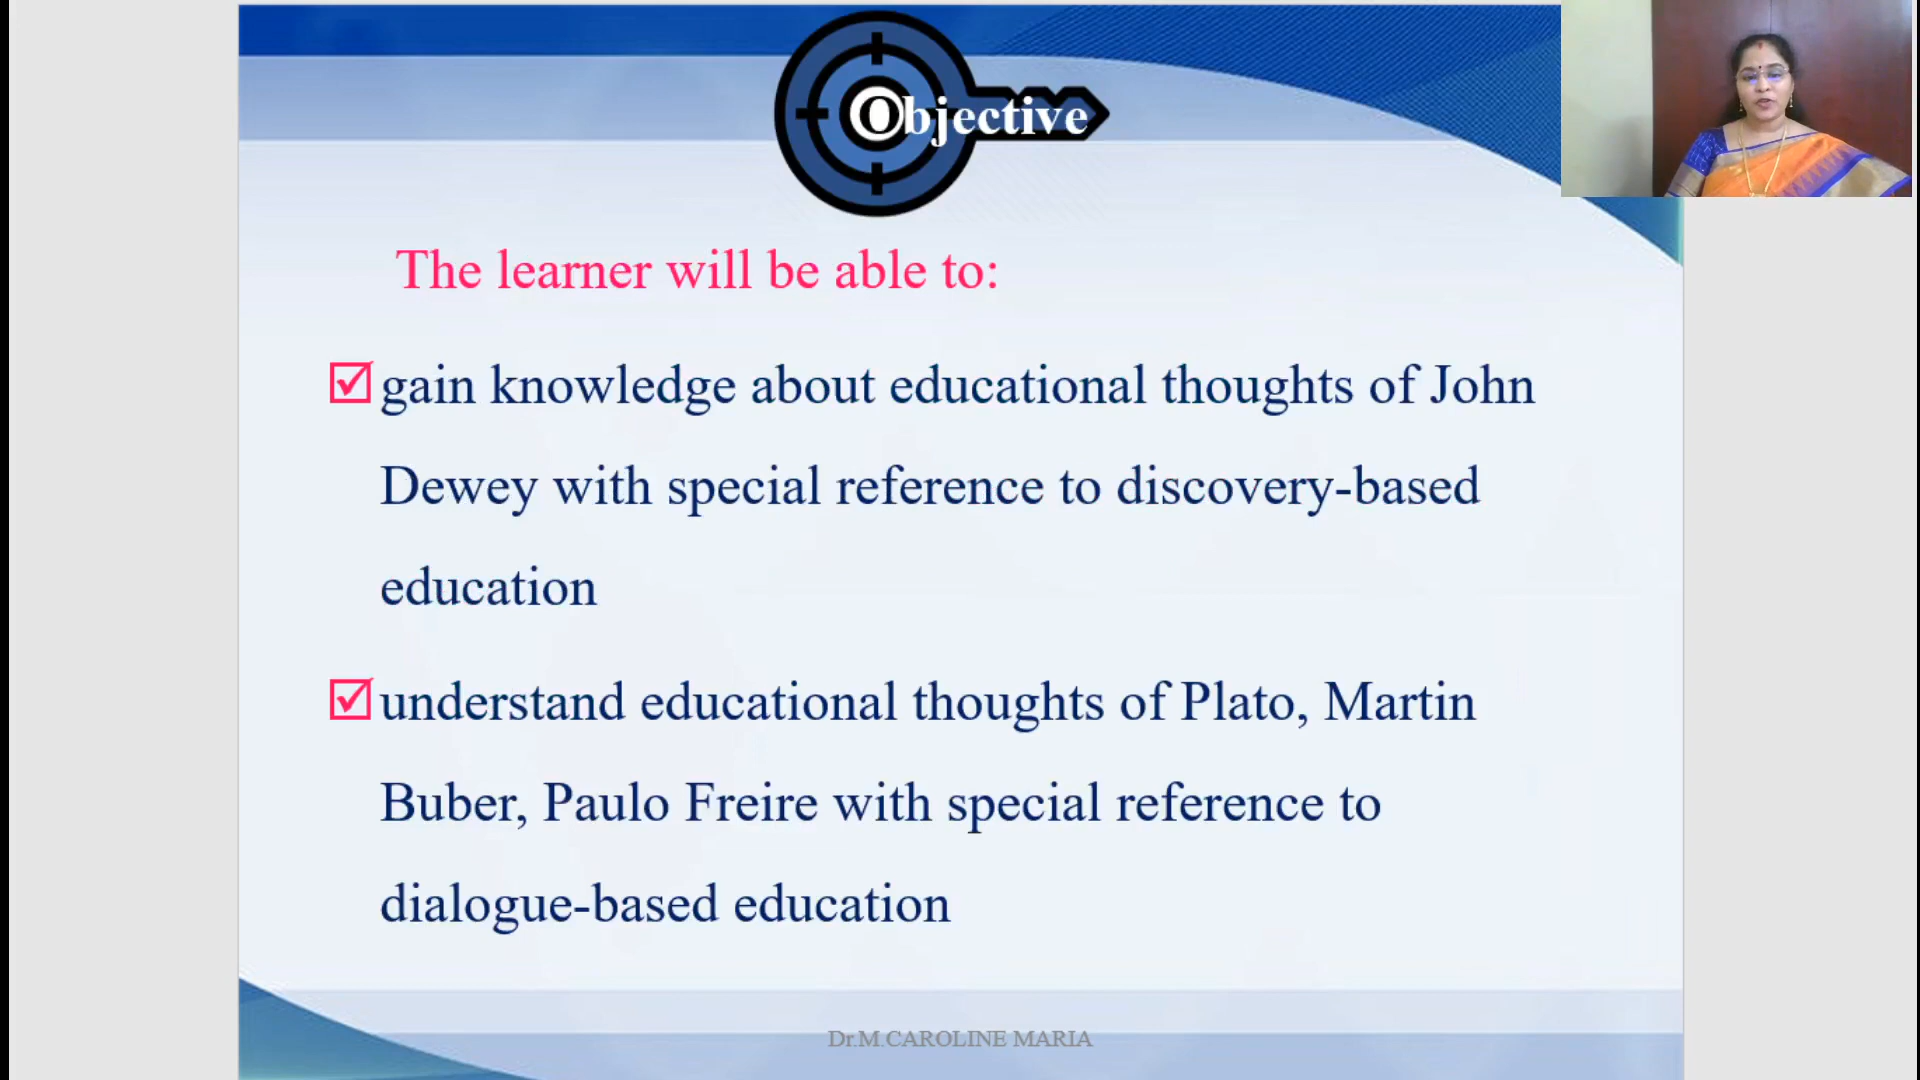 Objective
The learner will be able to:
gain knowledge about educational thoughts of John
Dewey with special reference to discovery-based
education
understand educational thoughts of Plato, Martin
Buber, Paulo Freire with special reference to
dialogue-based education
Dr.M.CAROLINE MARIA